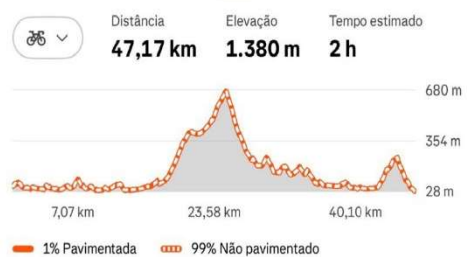 Distância Elevação Tempo estimado
47,17 km 1.380 m 2 h
680 m
354 m
28 m
7,07 km 23,58 km 40,10 km
1% Pavimentada 99% Não pavimentado